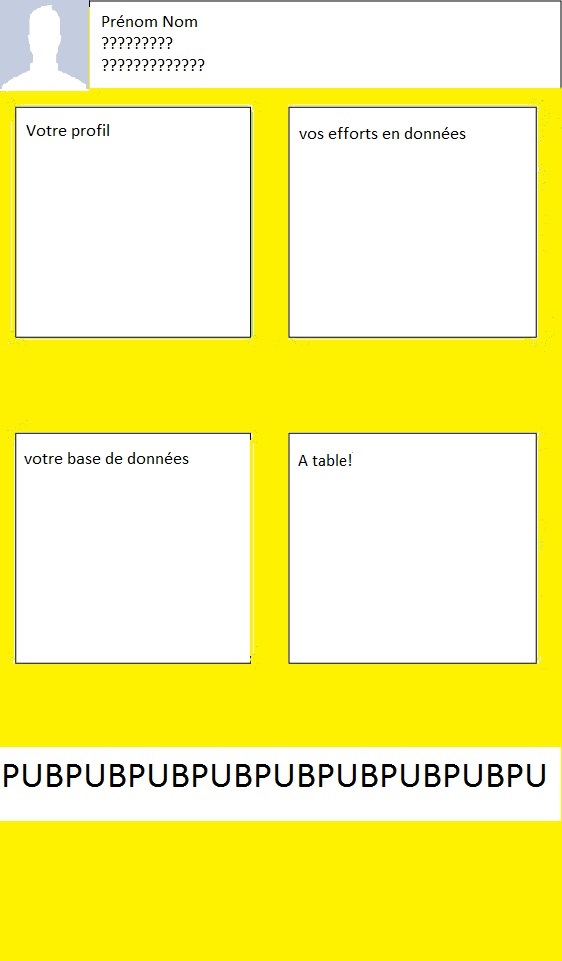 Prénom Nom
?????????
?????????????
Votre profil
vos efforts en données
votre base de données
A table!
PUBPUBPUBPUBPUBPUBPUBPUBPU